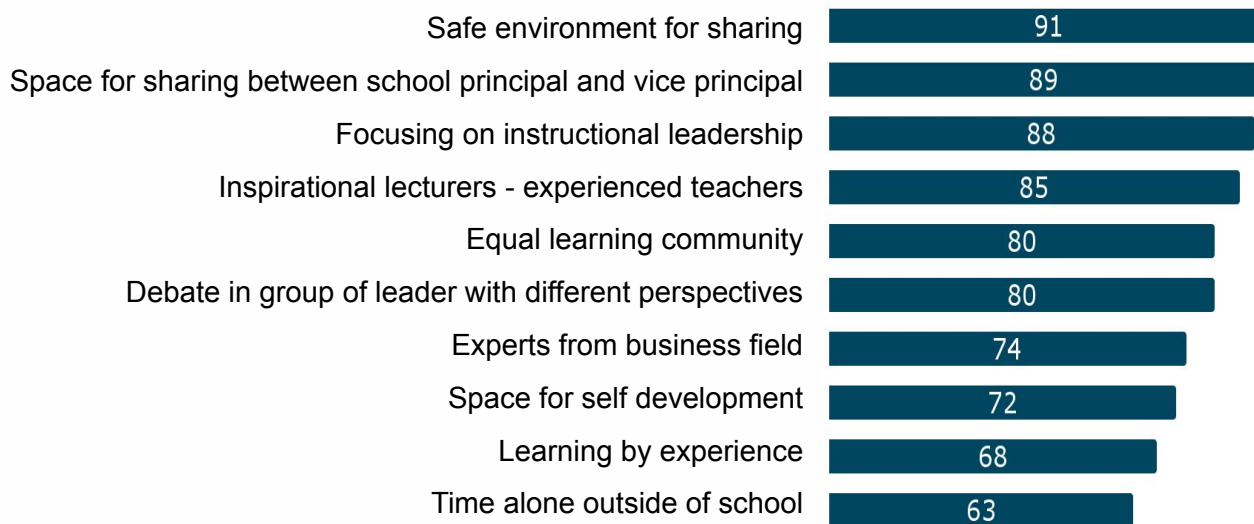 Safe environment for sharing 91
Space for sharing between school principal and vice principal 89
Focusing on instructional leadership 88
Inspirational lecturers - experienced teachers 85
Equal learning community 80
Debate in group of leader with different perspectives 80
Experts from business field 74
Space for self development 72
Learning by experience 68
Time alone outside of school 63